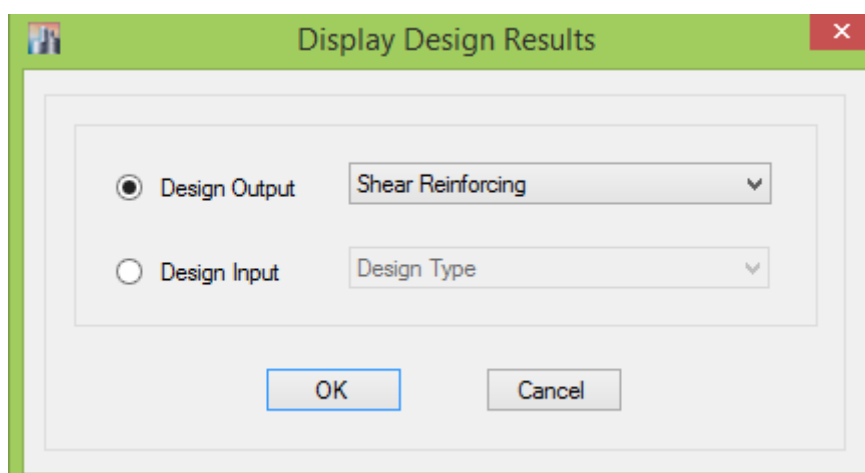 Display Design Results
Design Output Shear Reinforcing
Design Input Design Type
OK Cancel